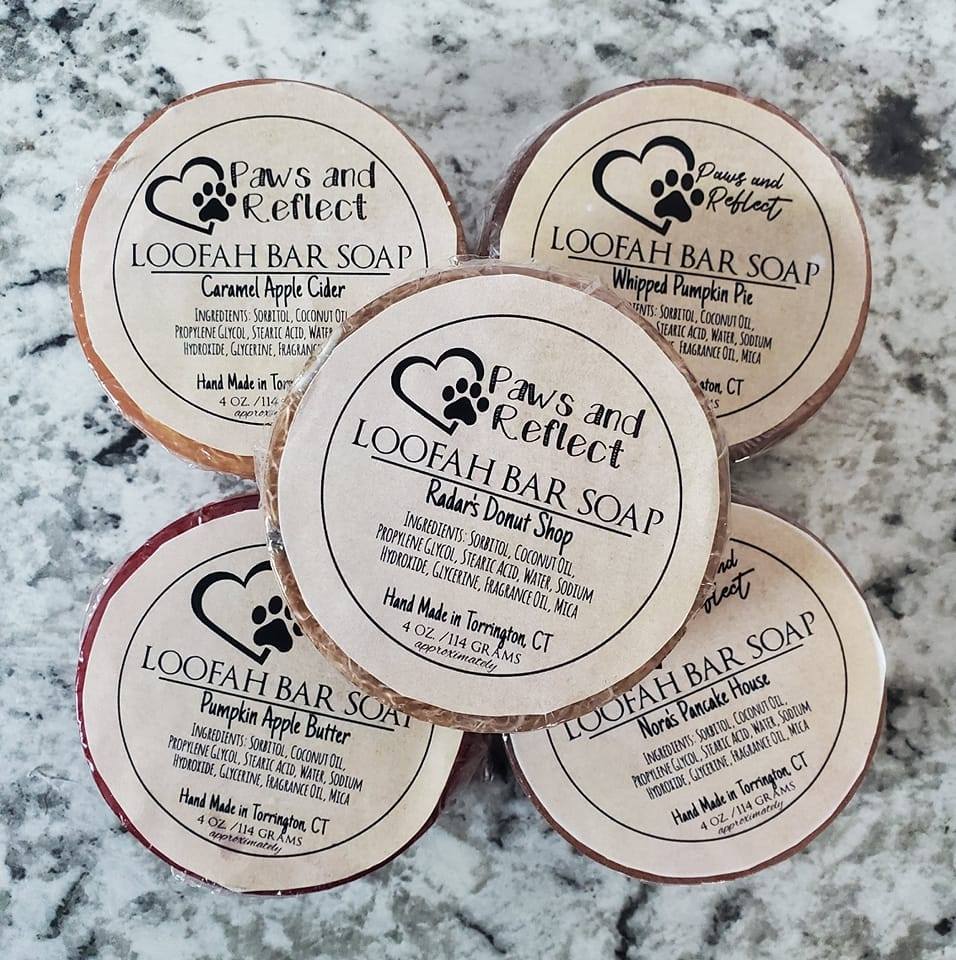 Paws and
Reflect
LOOFAH BAR SOAP
Caramel Apple Cider
INGREDIENTS: SORBITOL, COCONUT OIL
PROPYLENE GLYCOL, STEARIC ACID, WATER
HYDROXIDE, GLYCERINE, FRAGRANC
Hand Made in Torr
4 OZ. /114
approx
Paws and
Reflect
LOOFAH BAR SOAP
Whipped Pumpkin Pie
IENTS: SORBITOL, COCONUT OIL,
STEARIC ACID, WATER, SODIUM
FRAGRANCE OIL, MICA
ton, CT
Paws and
Reflect
LOOFAH BAR SOAP
Radar's Donut Shop
INGREDIENTS: SORBITOL, COCONUT OIL,
PROPYLENE GLYCOL, STEARIC ACID, WATER, SODIUM
HYDROXIDE, GLYCERINE, FRAGRANCE OIL, MICA
Hand Made in Torrington, CT
4 OZ. /114 GRAMS
approximately
LOOFAH BAR SOAP
Pumpkin Apple Butter
INGREDIENTS: SORBITOL, COCONUT OIL,
PROPYLENE GLYCOL, STEARIC ACID, WATER, SODIUM
HYDROXIDE, GLYCERINE, FRAGRANCE OIL, MICA
Hand Made in Torrington, CT
4 OZ. /114 GRAMS
approximately
nd
flect
LOOFAH BAR SOAP
Nora's Pancake House
INGREDIENTS: SORBITOL, COCONUT OIL,
PROPYLENE GLYCOL, STEARIC ACID, WATER, SODIUM
HYDROXIDE, GLYCERINE, FRAGRANCE OIL, MICA
Hand Made in Torrington, CT
4 OZ. /114 GRAMS
approximately